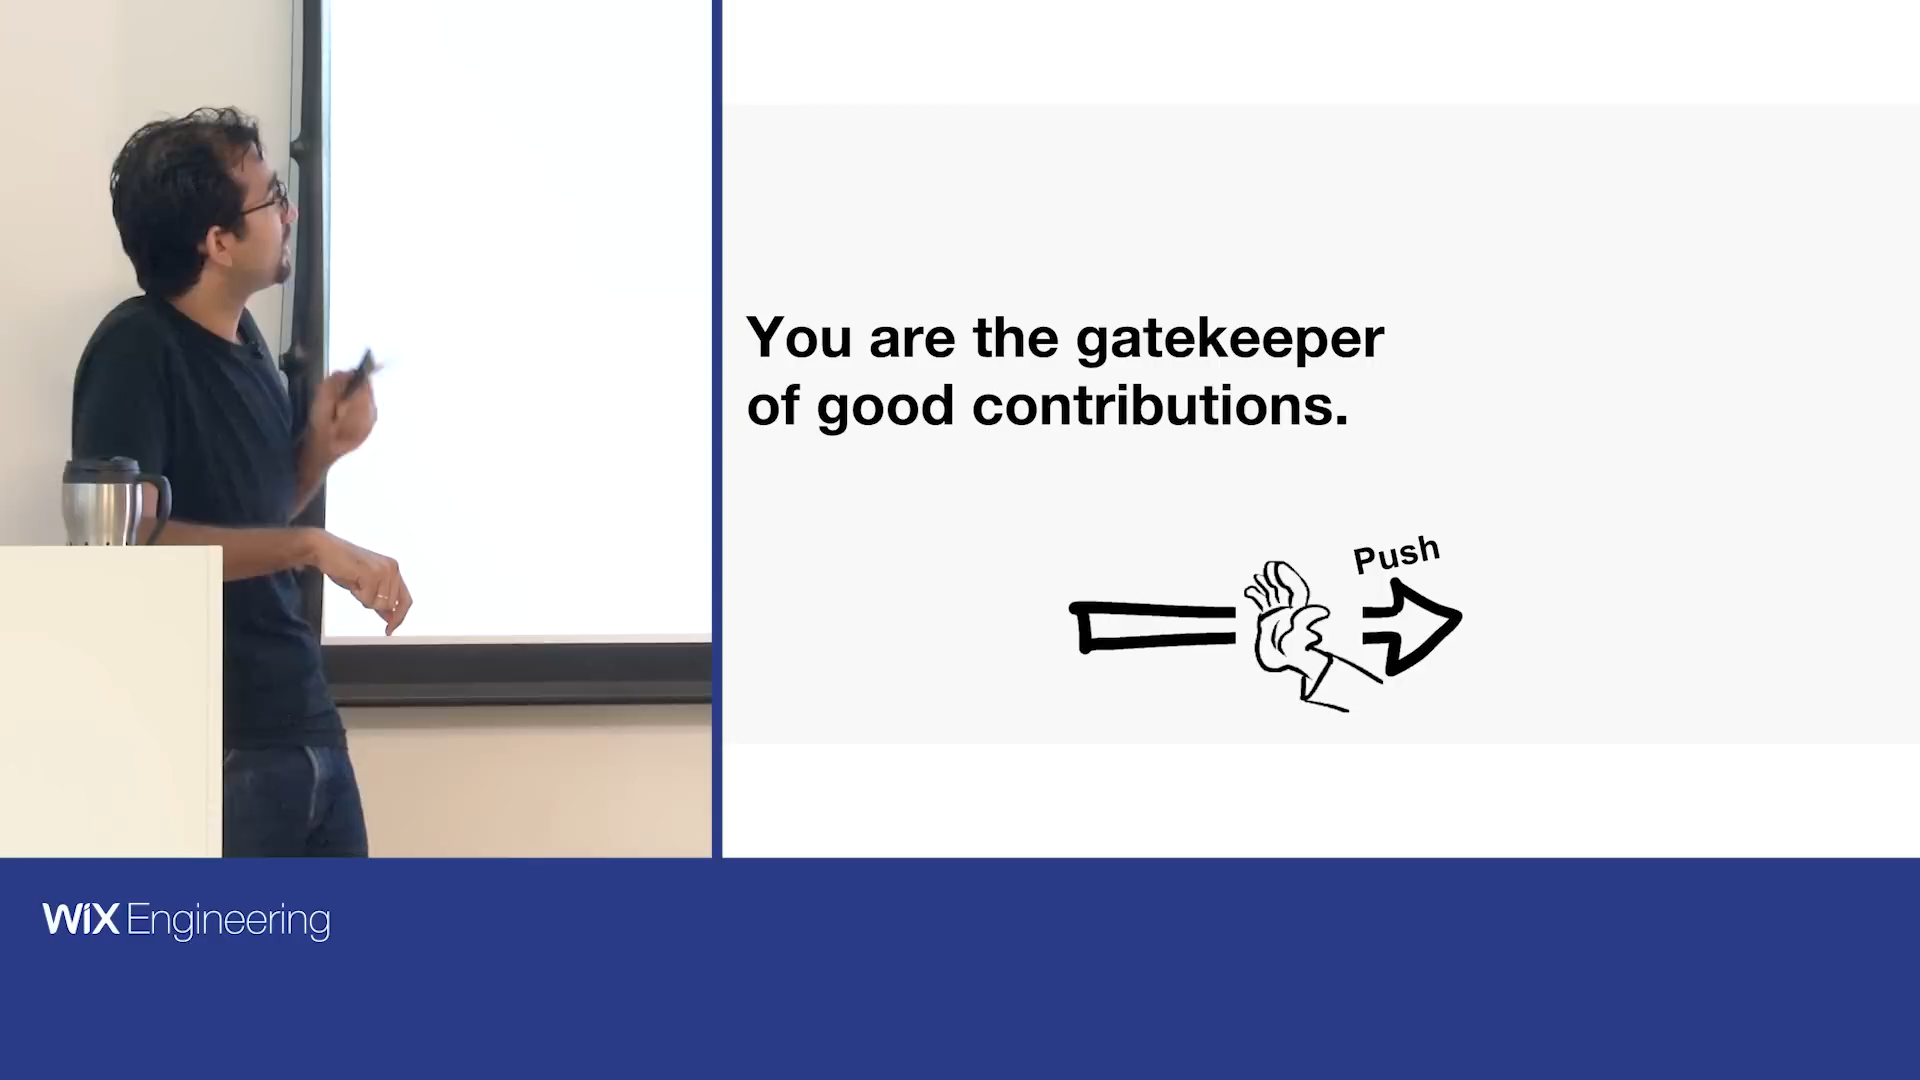 You are the gatekeeper
of good contributions.
Push
WiX Engineering